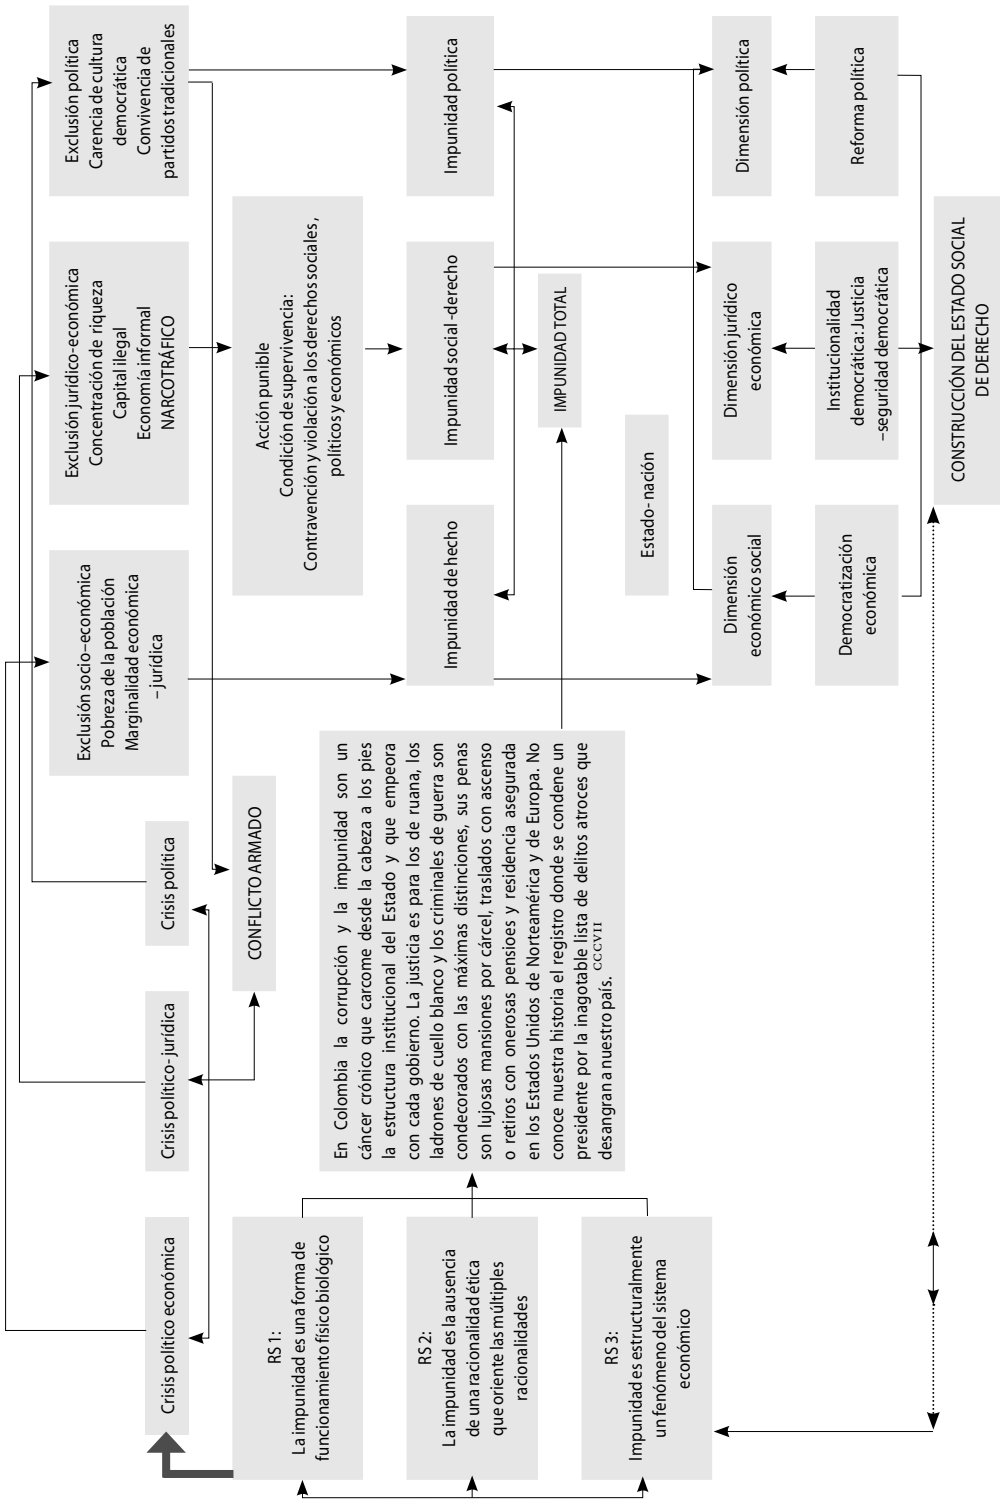 Crisis político económica
Crisis político- jurídica
Crisis política
Exclusión socio–económica
Pobreza de la población
Marginalidad económica
– jurídica
Exclusión jurídico-económica
Concentración de riqueza
Capital ilegal
Economía informal
NARCOTRÁFICO
Exclusión política
Carencia de cultura
democrática
Convivencia de
partidos tradicionales
CONFLICTO ARMADO
Acción punible
Condición de supervivencia:
Contravención y violación a los derechos sociales,
políticos y económicos
RS 1:
La impunidad es una forma de
funcionamiento físico biológico
RS 2:
La impunidad es la ausencia
de una racionalidad ética
que oriente las múltiples
racionalidades
RS 3:
Impunidad es estructuralmente
un fenómeno del sistema
económico
En Colombia la corrupción y la impunidad son un
cáncer crónico que carcome desde la cabeza a los pies
la estructura institucional del Estado y que empeora
con cada gobierno. La justicia es para los de ruana, los
ladrones de cuello blanco y los criminales de guerra son
condecorados con las máximas distinciones, sus penas
son lujosas mansiones por cárcel, traslados con ascenso
o retiros con onerosas pensioes y residencia asegurada
en los Estados Unidos de Norteamérica y de Europa. No
conoce nuestra historia el registro donde se condene un
presidente por la inagotable lista de delitos atroces que
desangran a nuestro país. CCCVII
Impunidad de hecho
Impunidad social -derecho
Impunidad política
IMPUNIDAD TOTAL
Estado- nación
Dimensión
económico social
Dimensión jurídico
económica
Dimensión política
Democratización
económica
Institucionalidad
democrática: Justicia
–seguridad democrática
Reforma política
CONSTRUCCIÓN DEL ESTADO SOCIAL
DE DERECHO